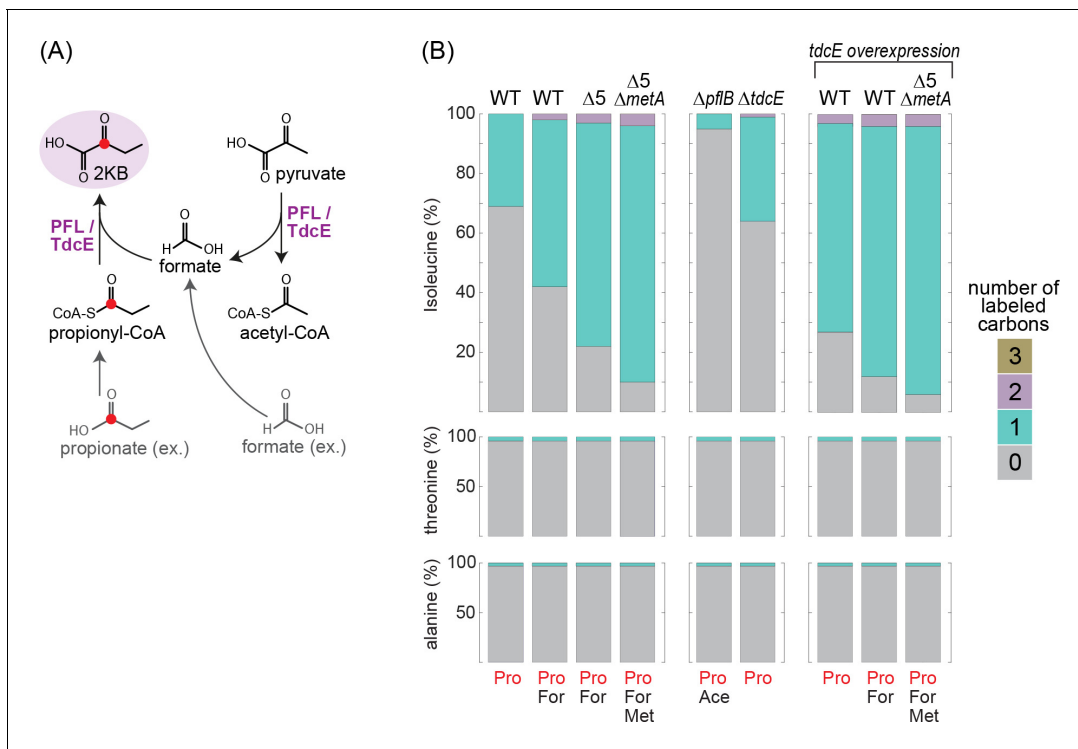 (A)
O
HO
O
2KB
PFL /
TdcE
O
CoA-S
propionyl-CoA
O
HO
propionate (ex.)
O
HO
O
pyruvate
PFL /
TdcE
O
H
OH
formate
O
CoA-S
acetyl-CoA
O
H
OH
formate (ex.)
(B)
tdcE overexpression
WT
WT
Δ5
Δ5
ΔmetA
ΔpflB
ΔtdcE
WT
WT
Δ5
ΔmetA
Isoleucine (%)
100
80
60
40
20
threonine (%)
100
50
alanine (%)
100
50
Pro
Pro
For
Pro
For
Pro
For
Met
Pro
Ace
Pro
Pro
Pro
For
Pro
For
Met
number of
labeled
carbons
3
2
1
0